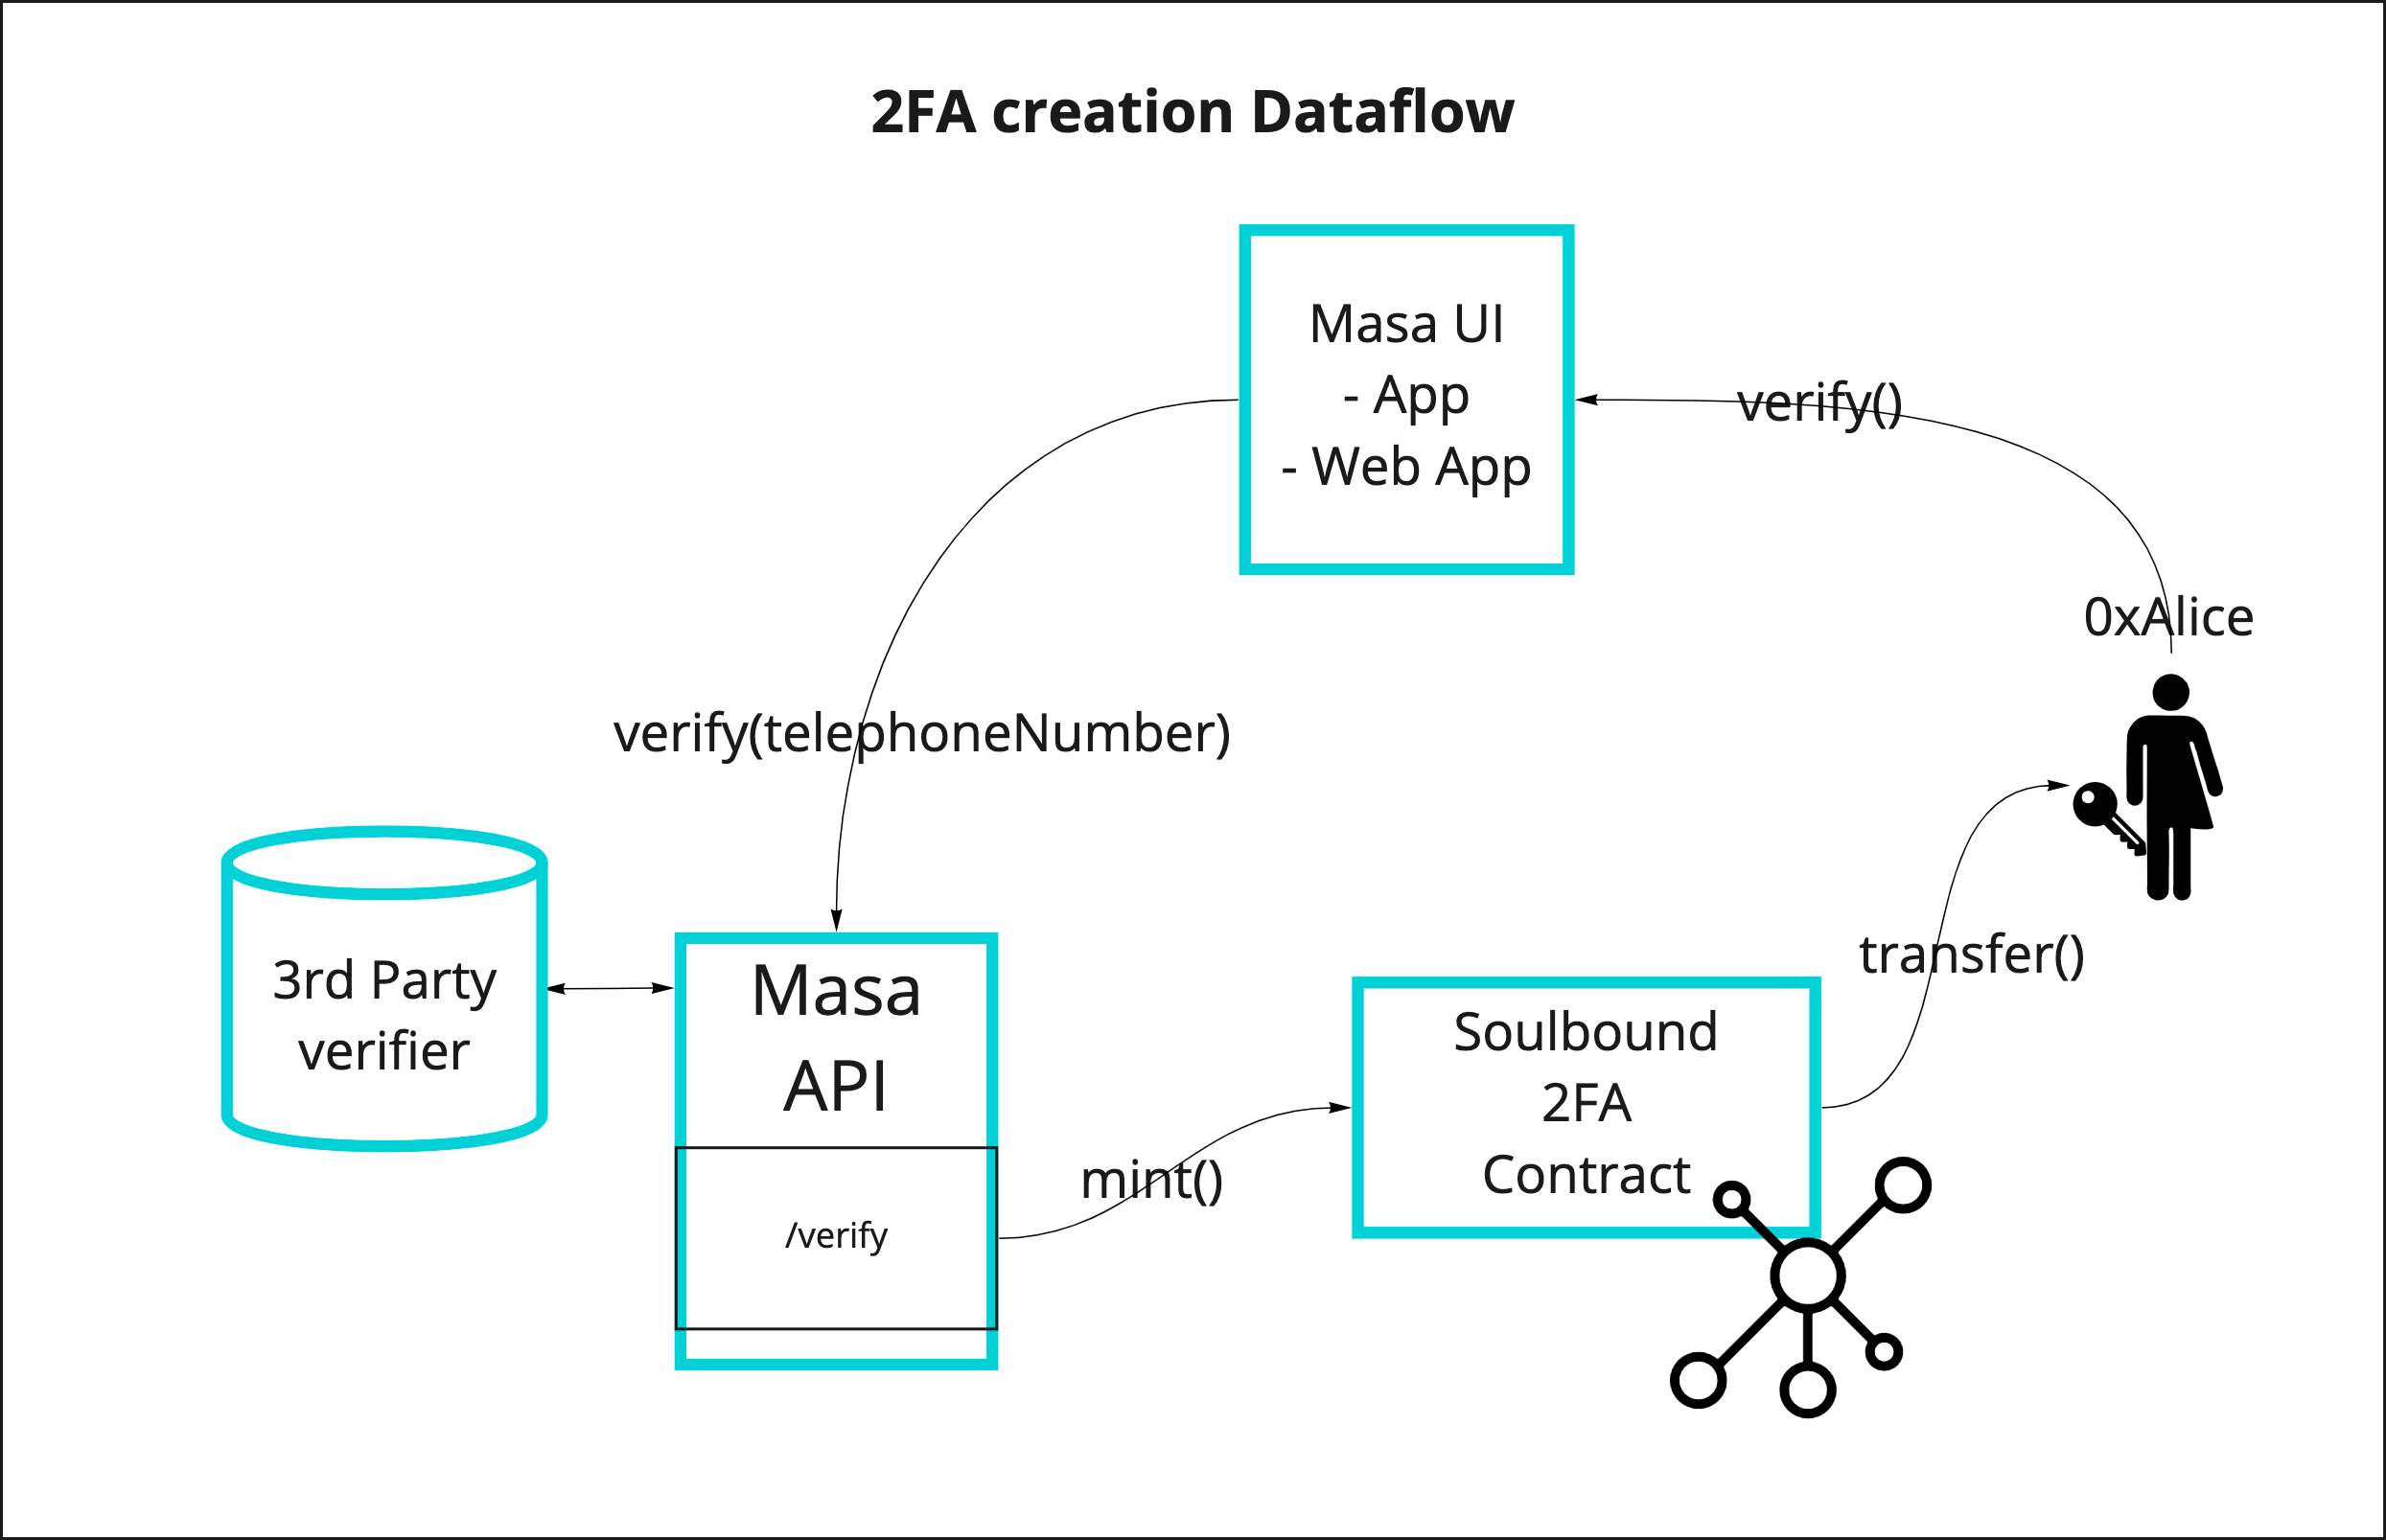 2FA creation Dataflow
Masa UI
- App
- Web App
verify()
0xAlice
verify(telephoneNumber)
3rd Party
verifier
Masa
API
/verify
mint()
Soulbound
2FA
Contract
transfer()